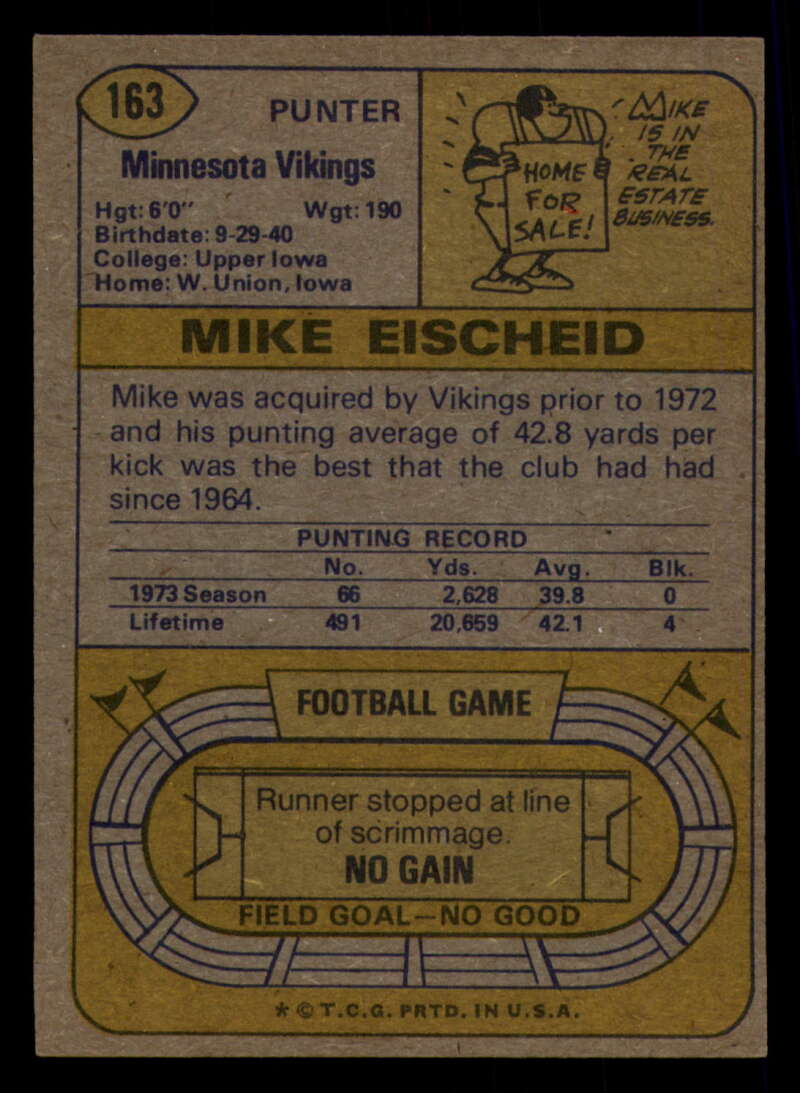 163
PUNTER
Minnesota Vikings
Hgt: 6'0" Wgt: 190
Birthdate: 9-29-40
College: Upper Iowa
Home: W. Union, Iowa
HOME
FOR
SALE!
MIKE
IS IN
THE
REAL
ESTATE
BUSINESS.
MIKE EISCHEID
Mike was acquired by Vikings prior to 1972
and his punting average of 42.8 yards per
kick was the best that the club had had
since 1964.
PUNTING RECORD
No. Yds. Avg. Blk.
1973 Season 66 2,628 39.8 0
Lifetime 491 20,659 42.1 4
FOOTBALL GAME
Runner stopped at line
of scrimmage.
NO GAIN
FIELD GOAL—NO GOOD
* © T.C.G. PRTD. IN U.S.A.